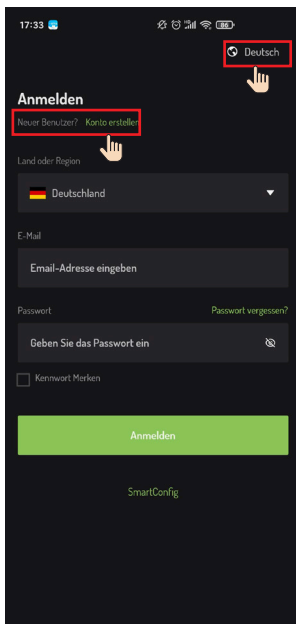 17:33
86
Deutsch
Anmelden
Neuer Benutzer? Konto erstellen
Land oder Region
Deutschland
E-Mail
Email-Adresse eingeben
Passwort Passwort vergessen?
Geben Sie das Passwort ein
Kennwort Merken
Anmelden
SmartConfig